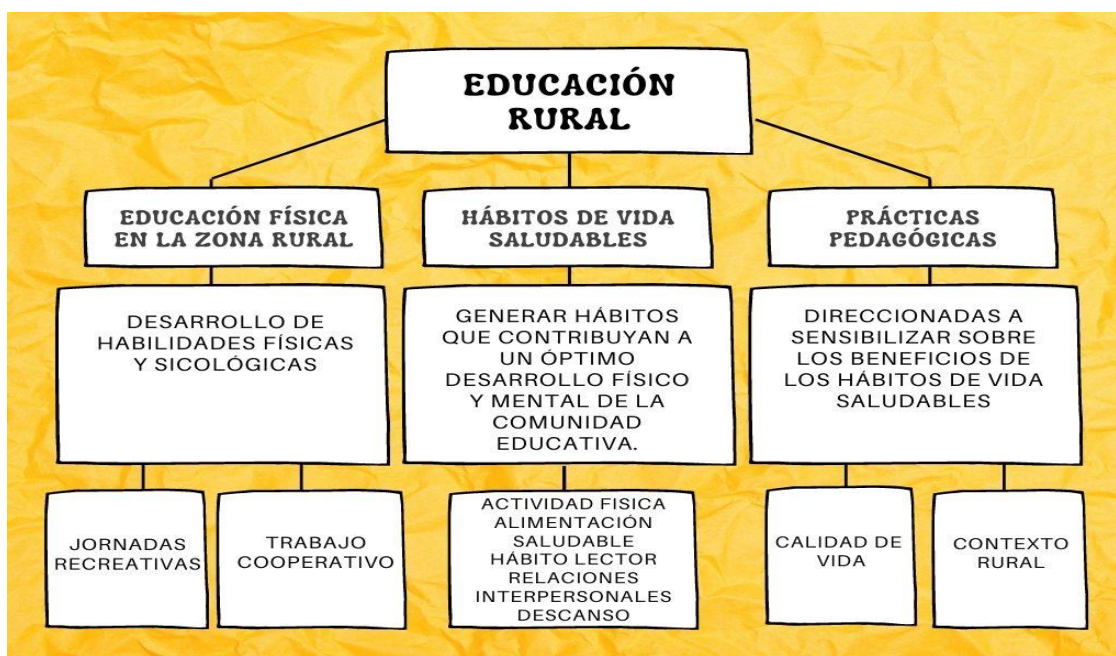 EDUCACIÓN
RURAL
EDUCACIÓN FÍSICA
EN LA ZONA RURAL
HÁBITOS DE VIDA
SALUDABLES
PRÁCTICAS
PEDAGÓGICAS
DESARROLLO DE
HABILIDADES FÍSICAS
Y SICOLÓGICAS
GENERAR HÁBITOS
QUE CONTRIBUYAN A
UN ÓPTIMO
DESARROLLO FÍSICO
Y MENTAL DE LA
COMUNIDAD
EDUCATIVA.
DIRECCIONADAS A
SENSIBILIZAR SOBRE
LOS BENEFICIOS DE
LOS HÁBITOS DE VIDA
SALUDABLES
JORNADAS
RECREATIVAS
TRABAJO
COOPERATIVO
ACTIVIDAD FISICA
ALIMENTACIÓN
SALUDABLE
HÁBITO LECTOR
RELACIONES
INTERPERSONALES
DESCANSO
CALIDAD DE
VIDA
CONTEXTO
RURAL